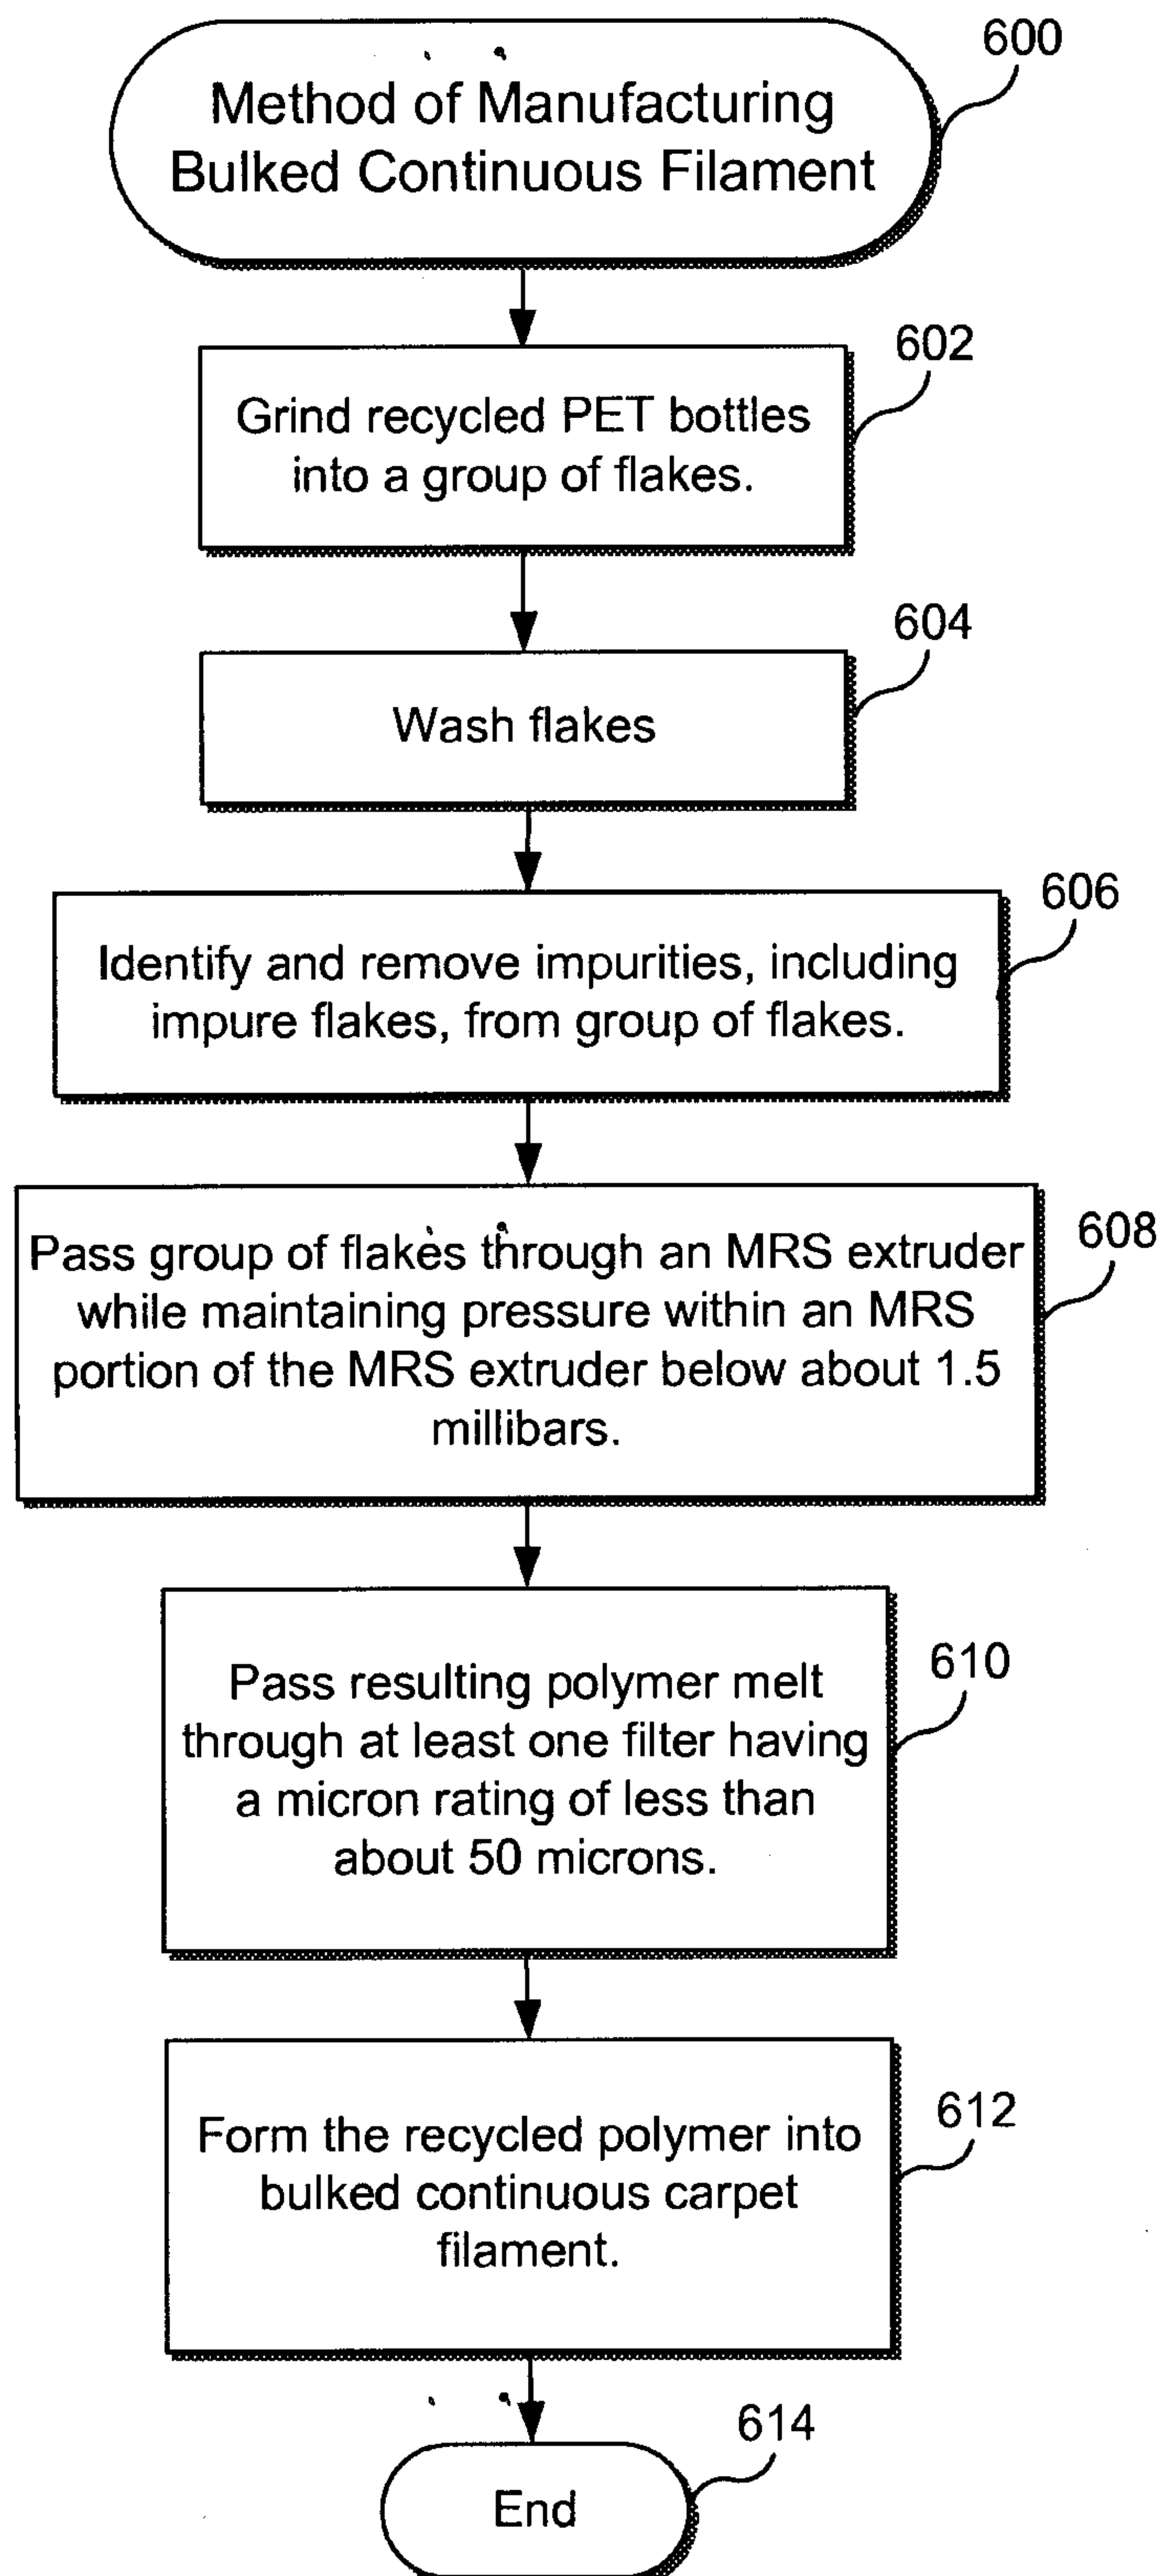 600
Method of Manufacturing
Bulked Continuous Filament
602
Grind recycled PET bottles
into a group of flakes.
604
Wash flakes
606
Identify and remove impurities, including
impure flakes, from group of flakes.
608
Pass group of flakes through an MRS extruder
while maintaining pressure within an MRS
portion of the MRS extruder below about 1.5
millibars.
610
Pass resulting polymer melt
through at least one filter having
a micron rating of less than
about 50 microns.
612
Form the recycled polymer into
bulked continuous carpet
filament.
614
End